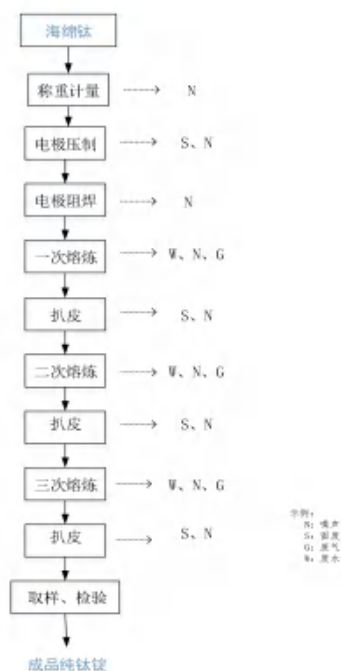 海绵钛
称重计量
N
电极压制
S、N
电极阻焊
N
一次熔炼
W、N、G
扒皮
S、N
二次熔炼
W、N、G
扒皮
S、N
三次熔炼
W、N、G
扒皮
S、N
取样、检验
成品纯钛锭
示例:
N: 噪声
S: 固废
G: 废气
W: 废水